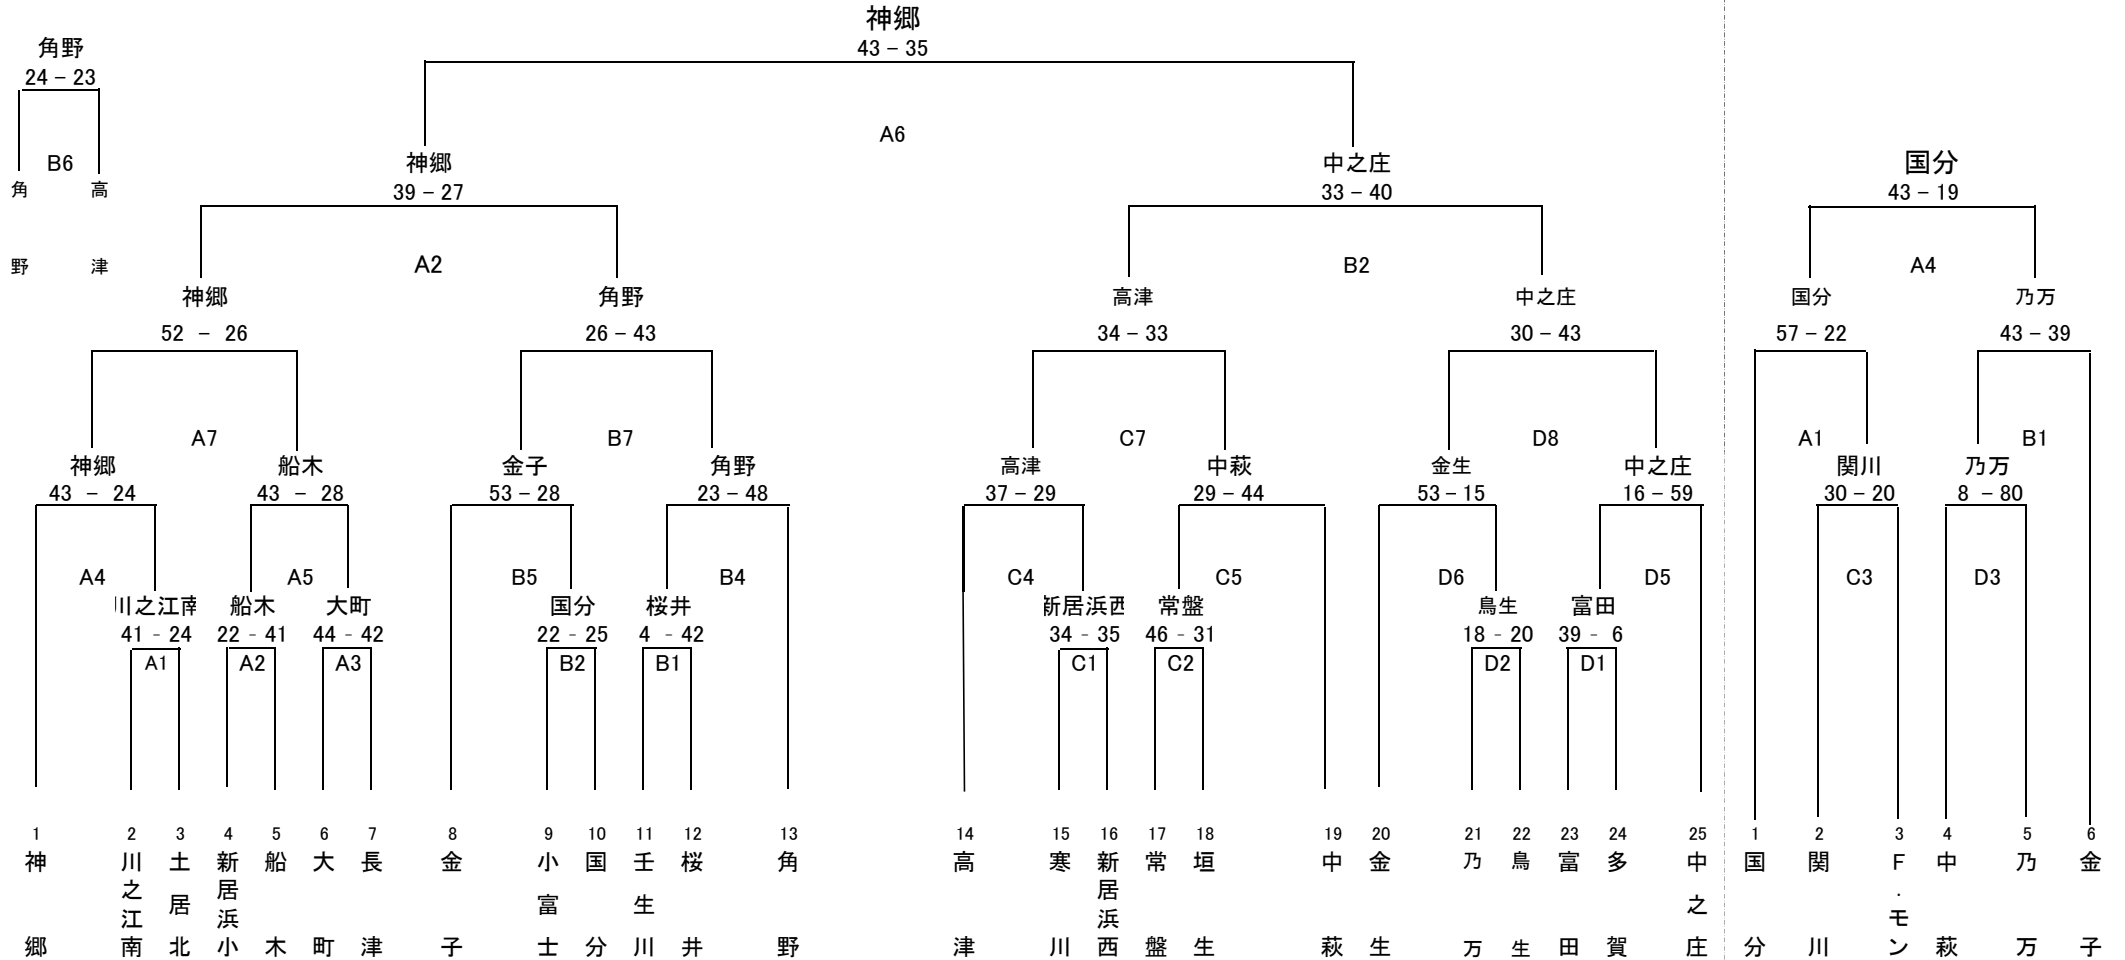 神郷
43 – 35
角野
24 – 23
A6
B6
角野
高津
神郷
39 – 27
中之庄
33 – 40
国分
43 – 19
A2
B2
A4
神郷
52 – 26
角野
26 – 43
高津
34 – 33
中之庄
30 – 43
国分
57 – 22
乃万
43 – 39
A7
B7
C7
D8
A1
B1
神郷
43 – 24
船木
43 – 28
金子
53 – 28
角野
23 – 48
高津
37 – 29
中萩
29 – 44
金生
53 – 15
中之庄
16 – 59
関川
30 – 20
乃万
8 – 80
A4
A5
B5
B4
C4
C5
D6
D5
C3
D3
川之江南
41 - 24
船木
22 - 41
大町
44 - 42
国分
22 - 25
桜井
4 - 42
新居浜西
34 - 35
常盤
46 - 31
鳥生
18 - 20
富田
39 - 6
A1
A2
A3
B2
B1
C1
C2
D2
D1
1
神郷
2
川之江南
3
土居北
4
新居浜小
5
船木
6
大町
7
長津
8
金子
9
小富士
10
国分
11
壬生川
12
桜井
13
角野
14
高津
15
寒川
16
新居浜西
17
常盤
18
垣生
19
中萩
20
金生
21
乃万
22
鳥生
23
富田
24
多賀
25
中之庄
1
国分
2
関川
3
F.モン
4
中萩
5
乃万
6
金子